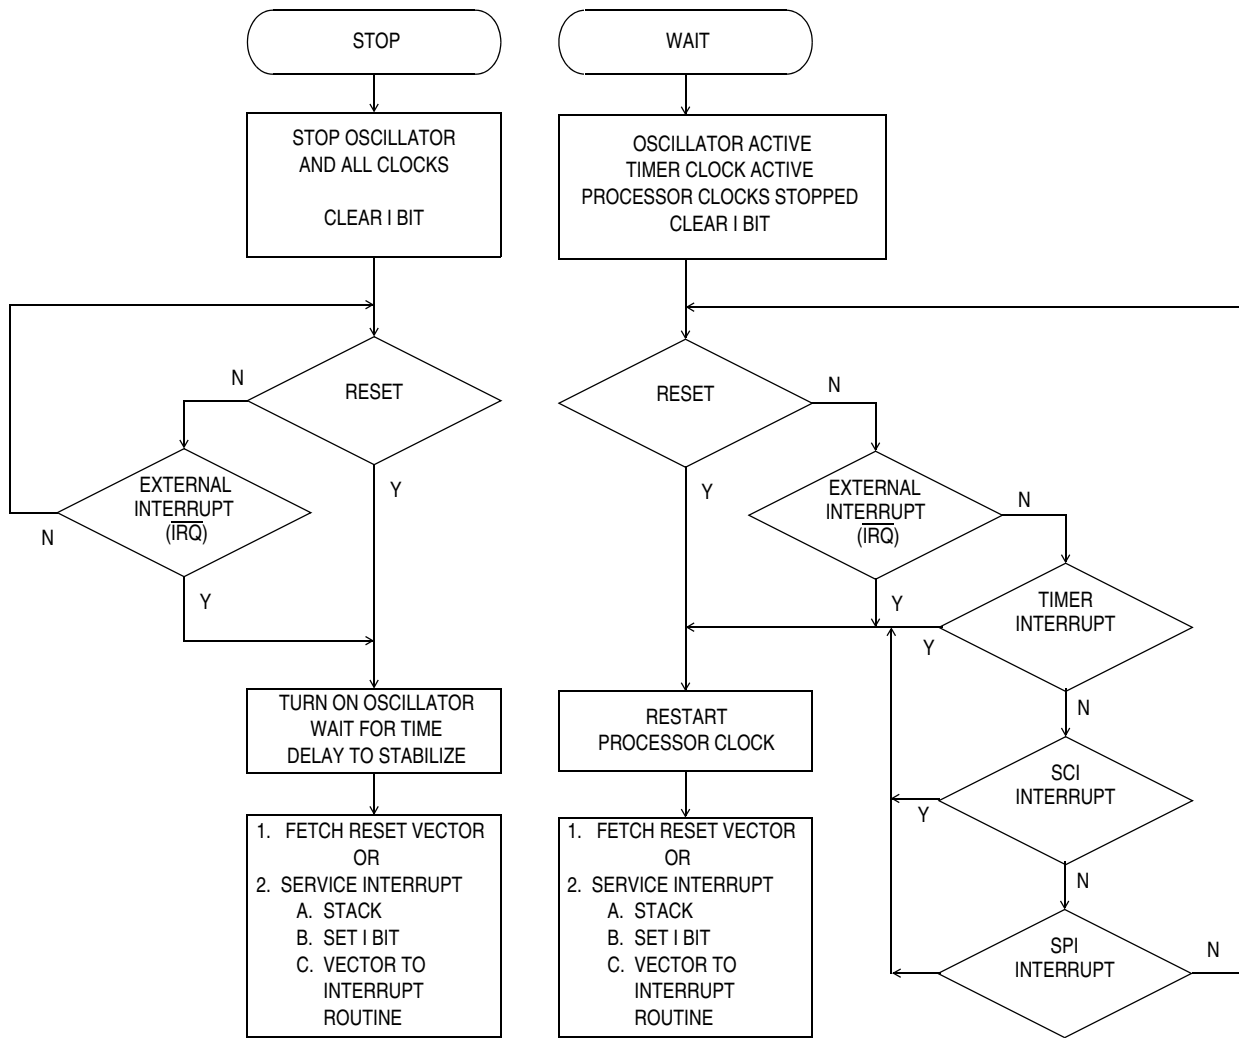 STOP
STOP OSCILLATOR
AND ALL CLOCKS
CLEAR I BIT
RESET
N
Y
EXTERNAL
INTERRUPT
(IRQ)
N
Y
TURN ON OSCILLATOR
WAIT FOR TIME
DELAY TO STABILIZE
1. FETCH RESET VECTOR
OR
2. SERVICE INTERRUPT
A. STACK
B. SET I BIT
C. VECTOR TO
INTERRUPT
ROUTINE
WAIT
OSCILLATOR ACTIVE
TIMER CLOCK ACTIVE
PROCESSOR CLOCKS STOPPED
CLEAR I BIT
RESET
N
Y
EXTERNAL
INTERRUPT
(IRQ)
N
Y
TIMER
INTERRUPT
Y
N
SCI
INTERRUPT
Y
N
SPI
INTERRUPT
N
RESTART
PROCESSOR CLOCK
1. FETCH RESET VECTOR
OR
2. SERVICE INTERRUPT
A. STACK
B. SET I BIT
C. VECTOR TO
INTERRUPT
ROUTINE